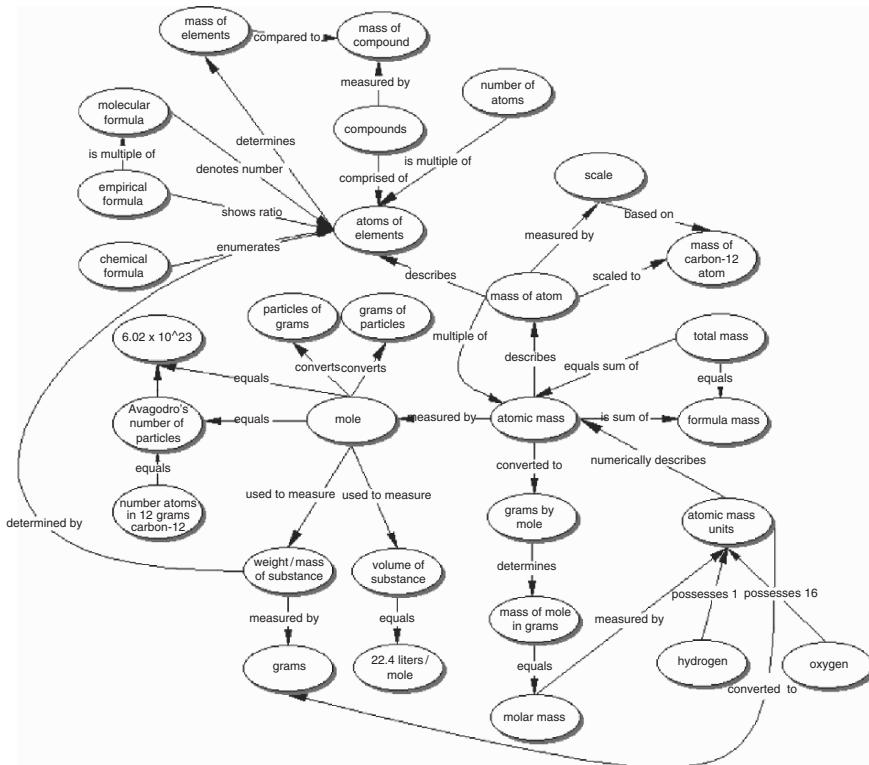 mass of
elements
compared to
mass of
compound
measured by
number of
atoms
molecular
formula
compounds
determines
is multiple of
denotes number
is multiple of
comprised of
scale
empirical
formula
shows ratio
atoms of
elements
based on
enumerates
measured by
mass of
carbon-12
atom
chemical
formula
describes
scaled to
mass of atom
particles of
grams
grams of
particles
6.02 x 10^23
multiple of
total mass
converts
converts
describes
equals sum of
equals
equals
Avagodro's
number of
particles
equals
mole
measured by
atomic mass
is sum of
formula mass
equals
converted to
numerically describes
number atoms
in 12 grams
carbon-12
used to measure
used to measure
grams by
mole
atomic mass
units
determined by
weight/mass
of substance
volume of
substance
determines
possesses 1
possesses 16
measured by
equals
mass of mole
in grams
measured by
grams
22.4 liters/
mole
equals
hydrogen
oxygen
converted to
molar mass